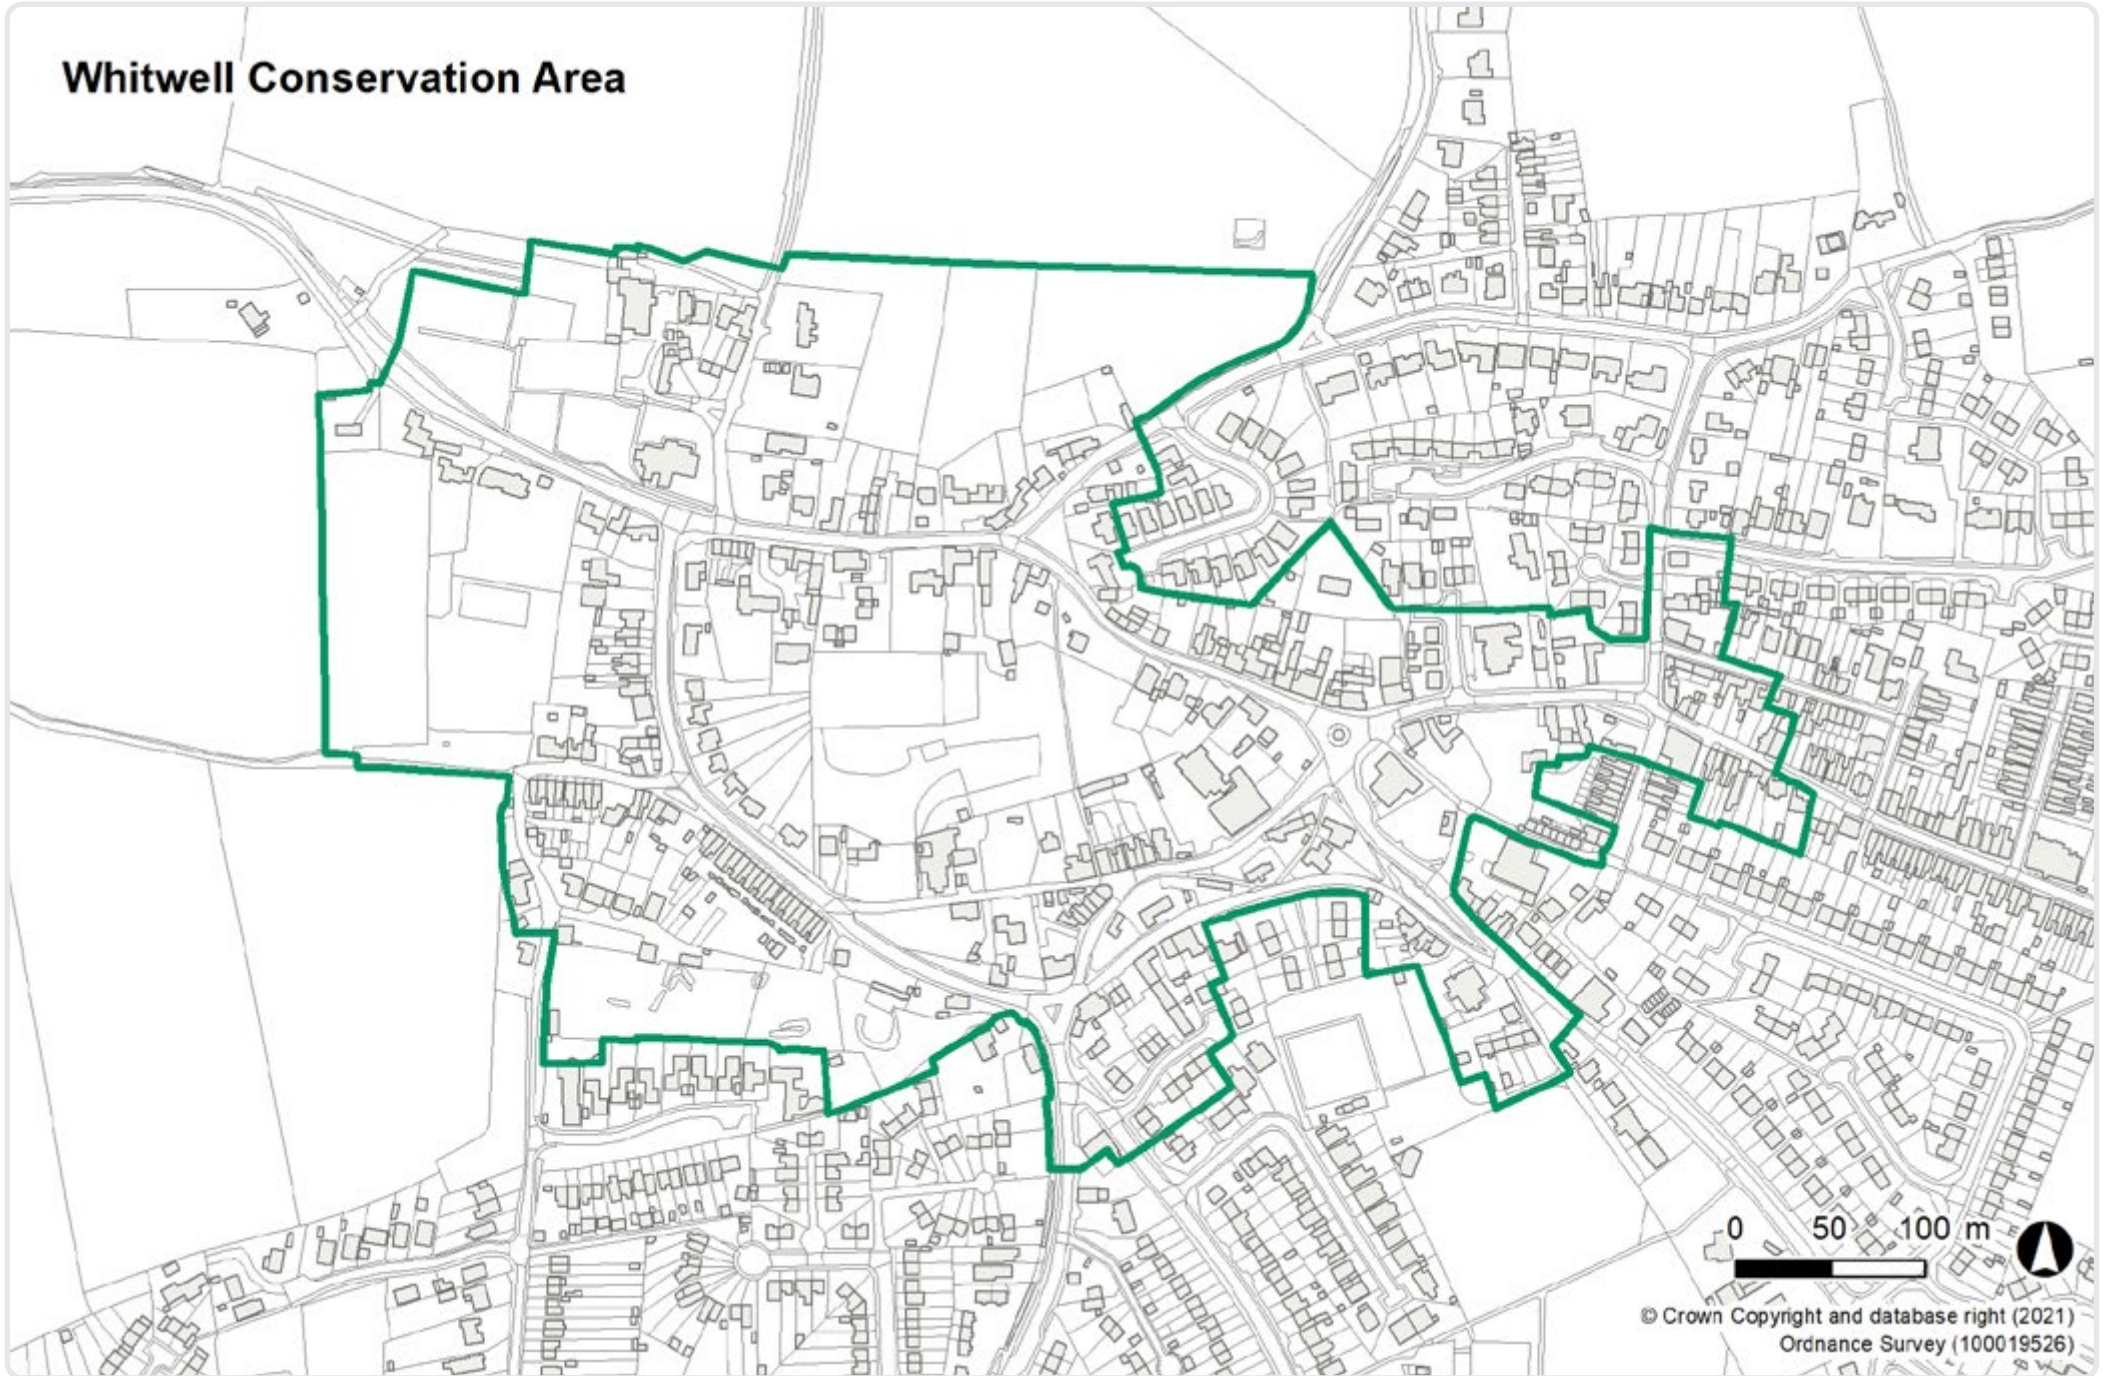 Whitwell Conservation Area
0 50 100 m
© Crown Copyright and database right (2021)
Ordnance Survey (100019526)